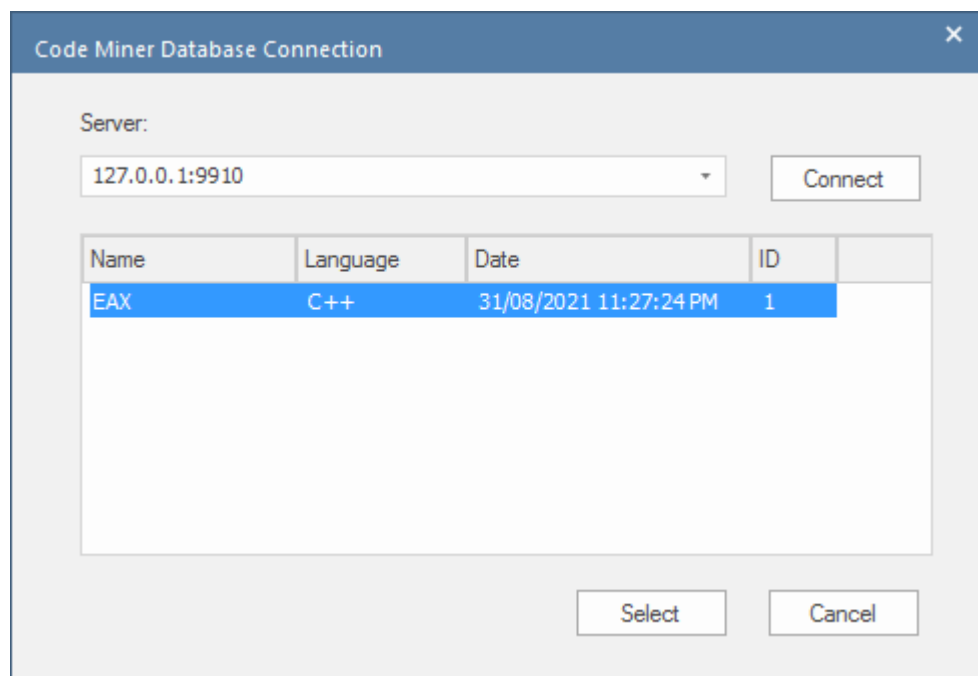 Code Miner Database Connection
Server:
127.0.0.1:9910
Connect
Name Language Date ID
EAX C++ 31/08/2021 11:27:24 PM 1
Select Cancel